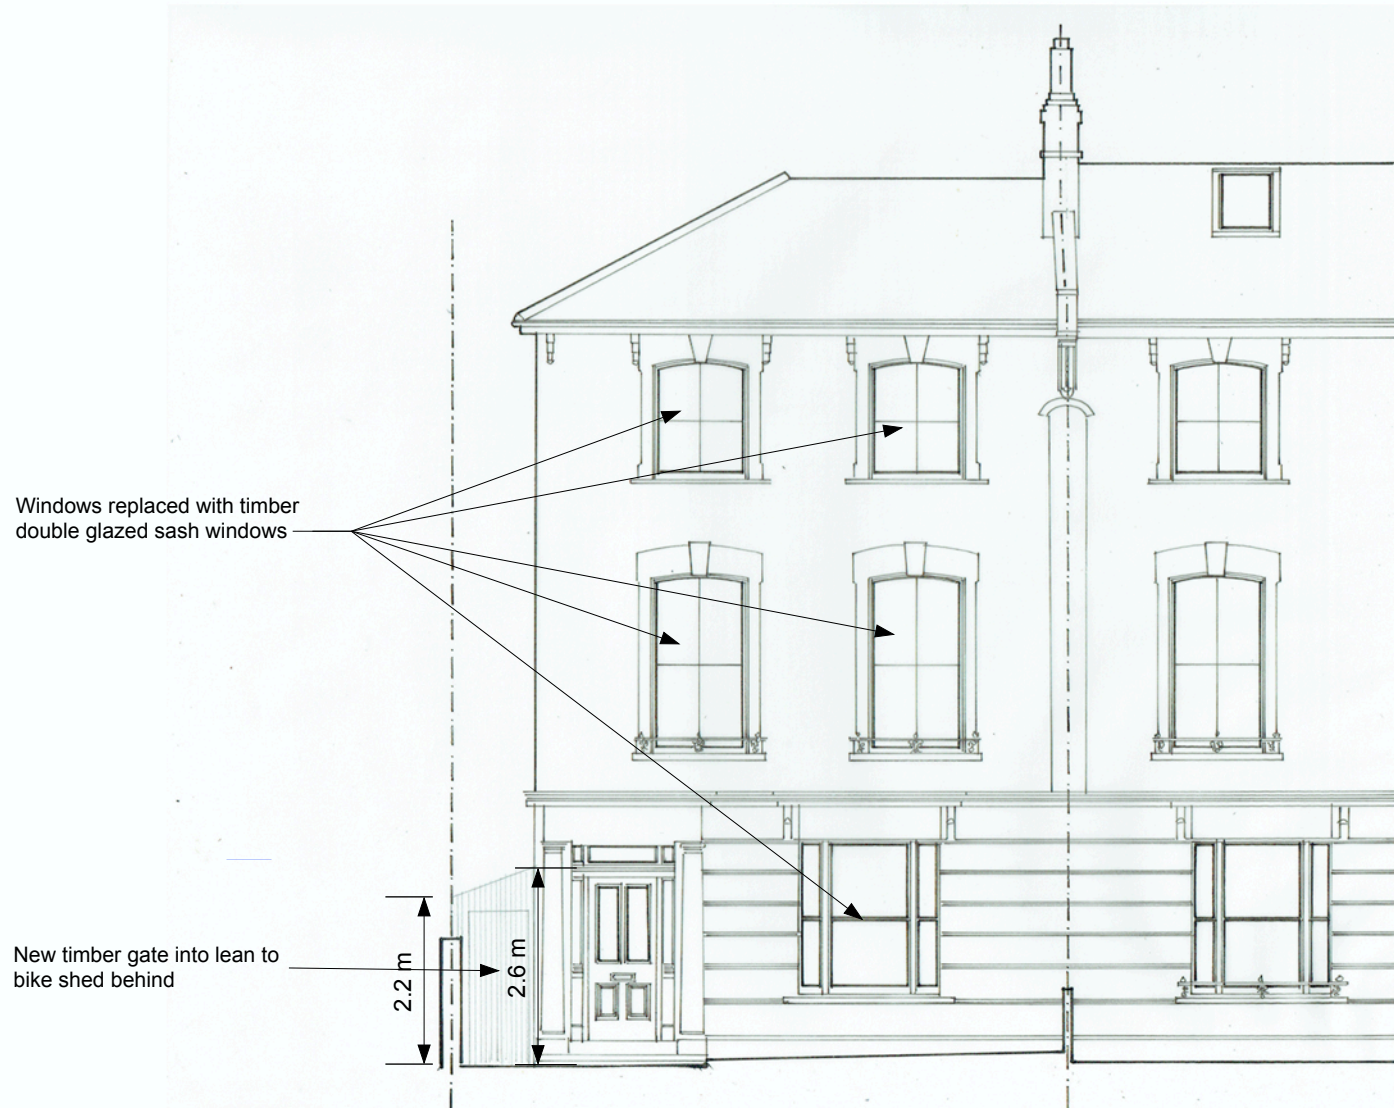 Windows replaced with timber
double glazed sash windows
New timber gate into lean to
bike shed behind
2.2 m
2.6 m